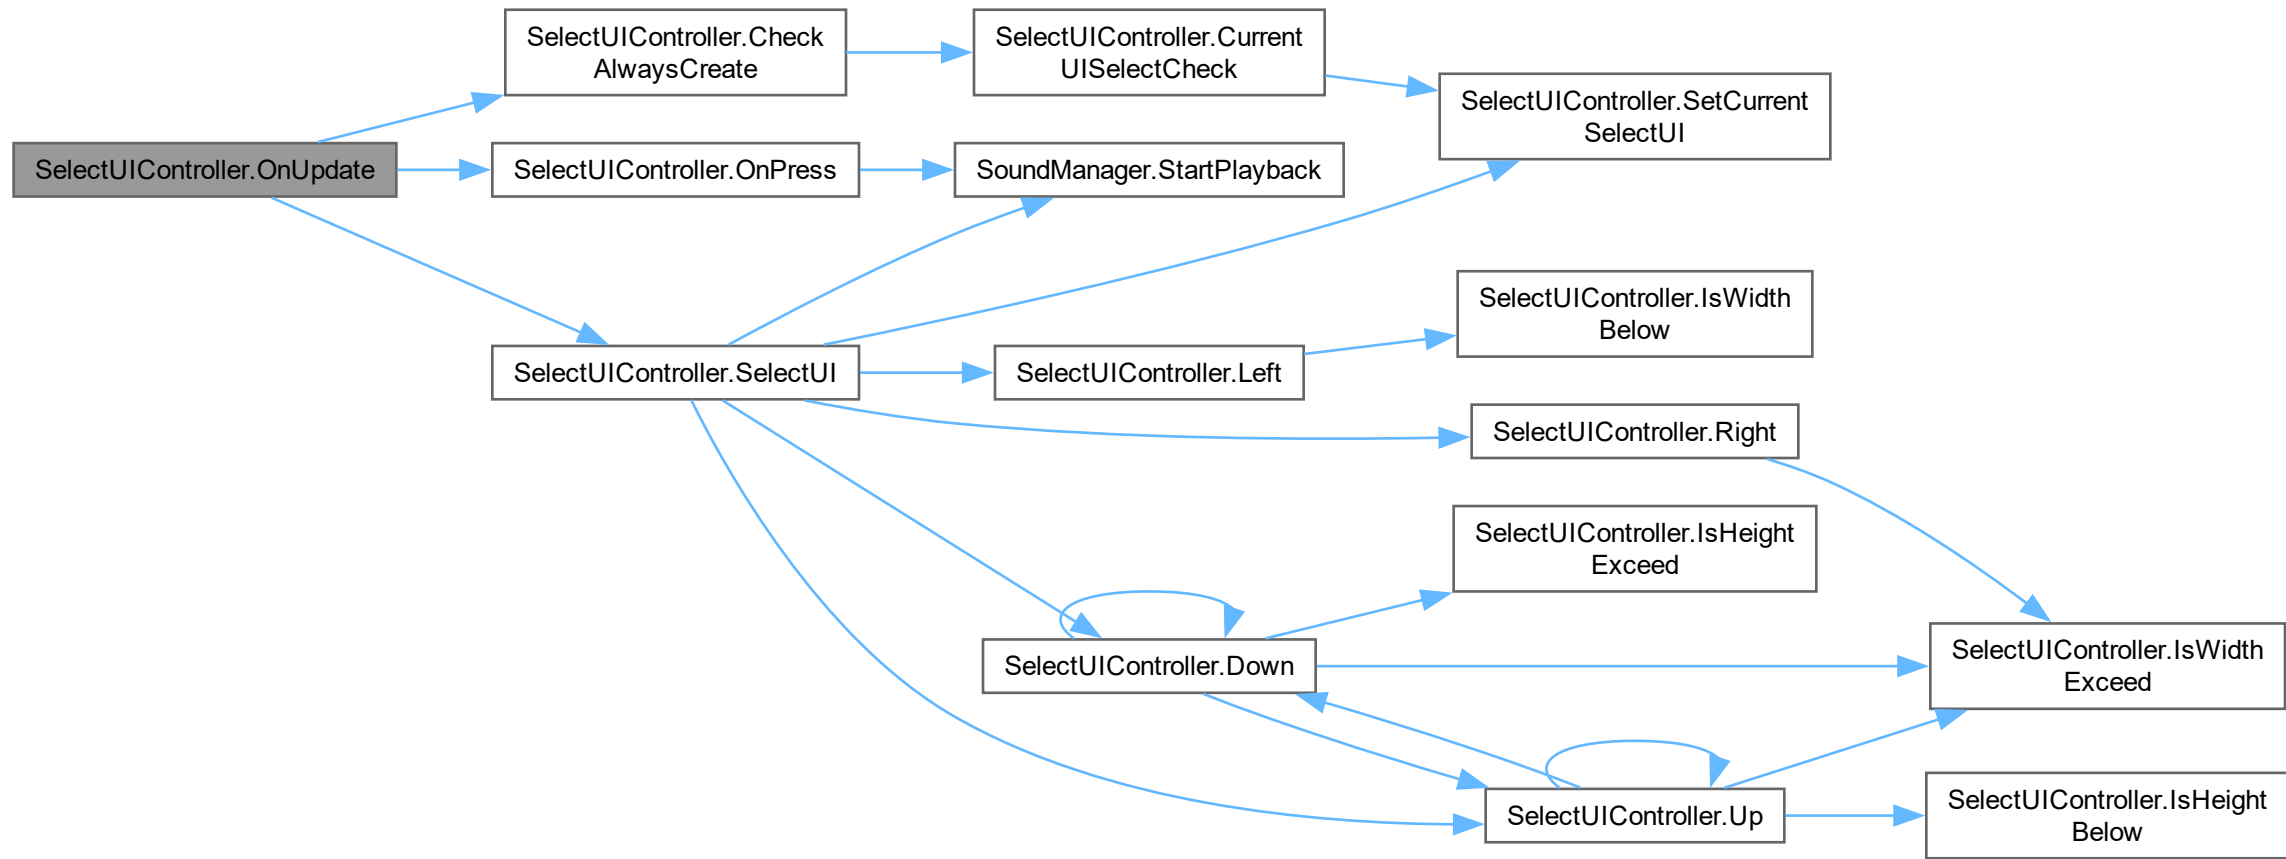 SelectUIController.OnUpdate
SelectUIController.Check
AlwaysCreate
SelectUIController.Current
UISelectCheck
SelectUIController.SetCurrent
SelectUI
SelectUIController.OnPress
SoundManager.StartPlayback
SelectUIController.SelectUI
SelectUIController.Left
SelectUIController.IsWidth
Below
SelectUIController.Right
SelectUIController.IsHeight
Exceed
SelectUIController.Down
SelectUIController.IsWidth
Exceed
SelectUIController.Up
SelectUIController.IsHeight
Below